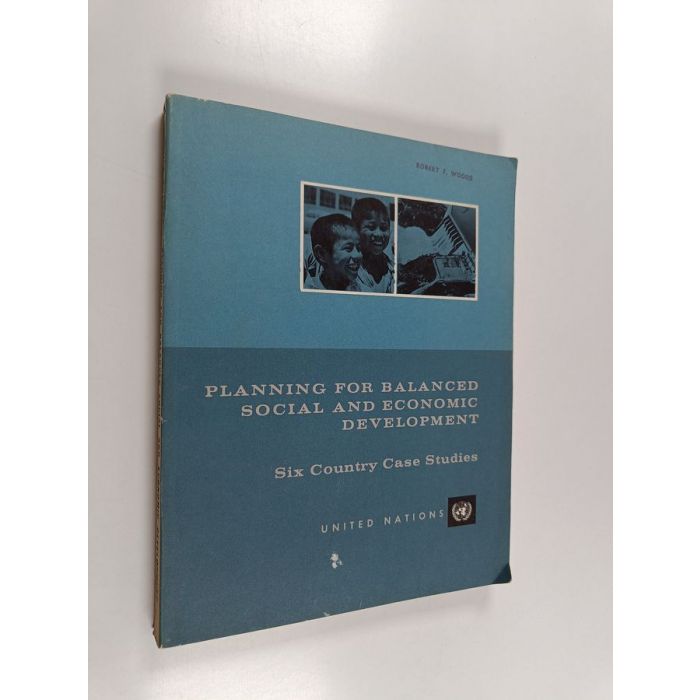 ROBERT F. WOODS
PLANNING FOR BALANCED
SOCIAL AND ECONOMIC
DEVELOPMENT
Six Country Case Studies
UNITED NATIONS